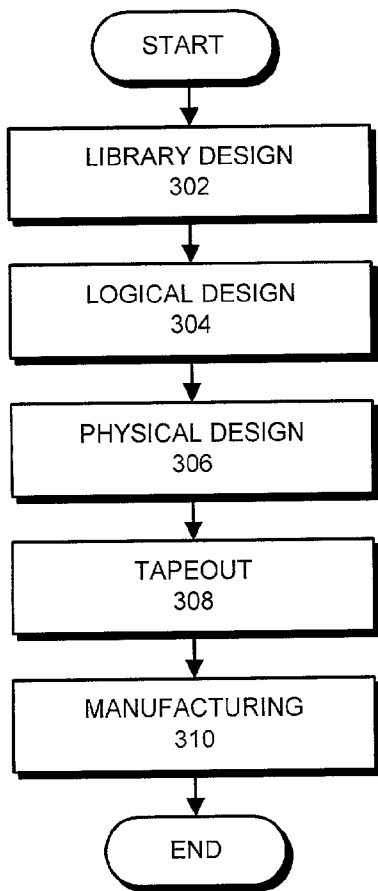 START
LIBRARY DESIGN
302
LOGICAL DESIGN
304
PHYSICAL DESIGN
306
TAPEOUT
308
MANUFACTURING
310
END